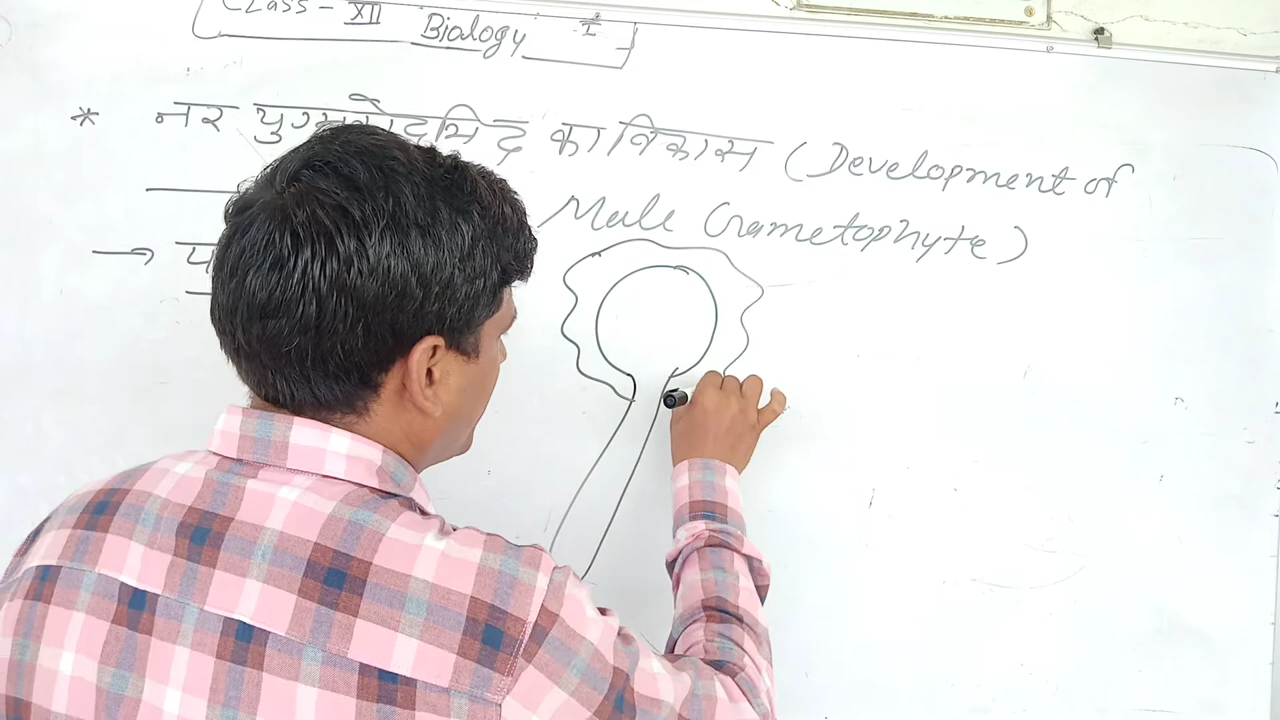 Class - XII
Biology I
* नर युग्मकोद्भिद का विकास (Development of
Male Gametophyte)
→